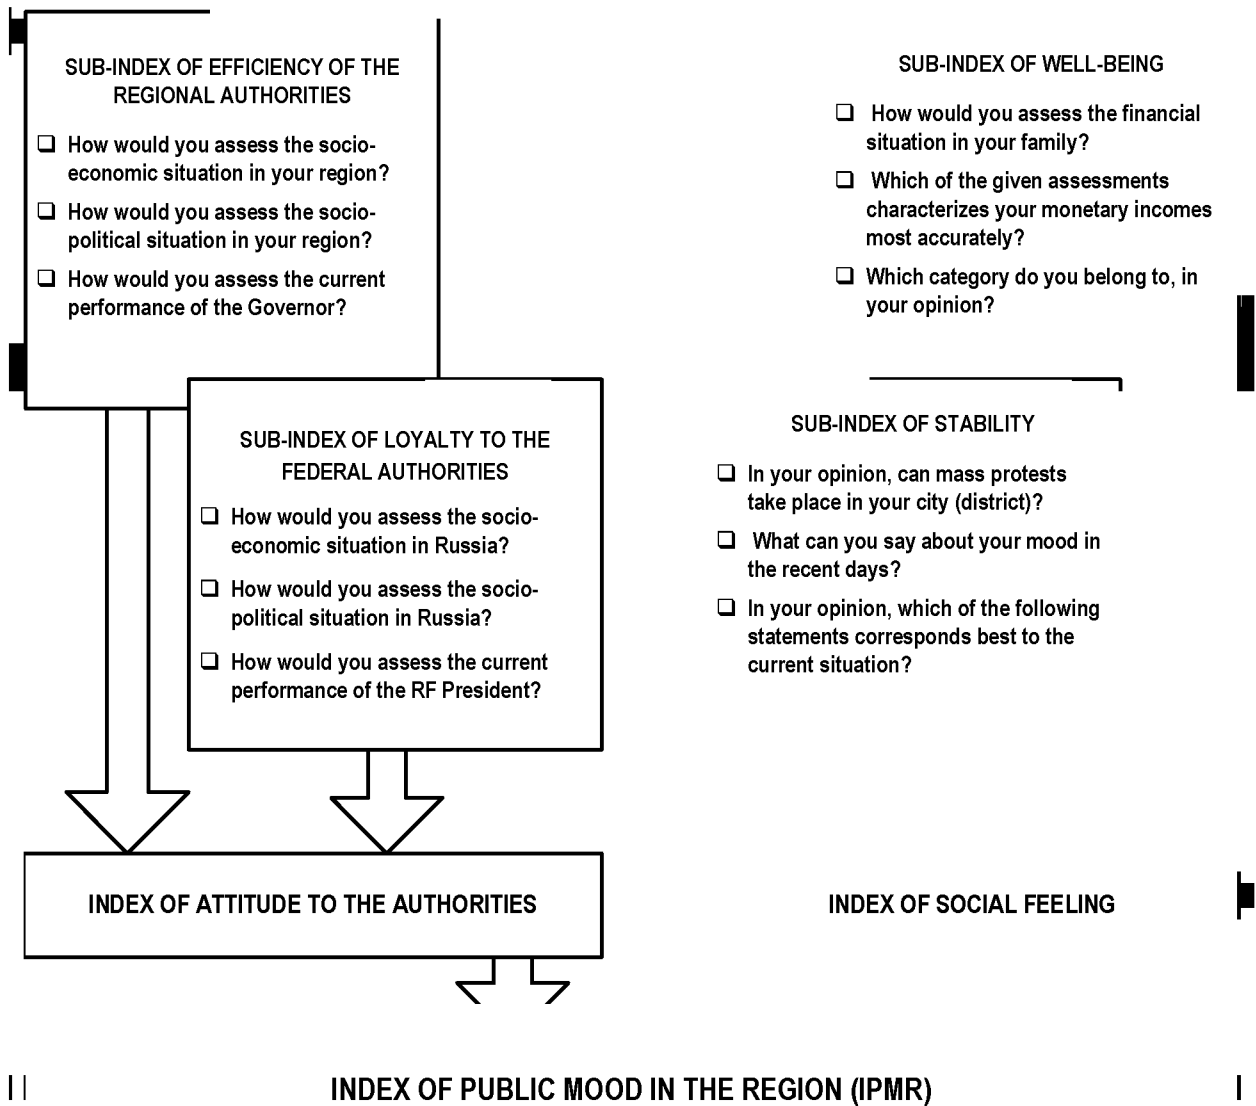 SUB-INDEX OF EFFICIENCY OF THE
REGIONAL AUTHORITIES
❑ How would you assess the socio-
economic situation in your region?
❑ How would you assess the socio-
political situation in your region?
❑ How would you assess the current
performance of the Governor?
SUB-INDEX OF WELL-BEING
❑ How would you assess the financial
situation in your family?
❑ Which of the given assessments
characterizes your monetary incomes
most accurately?
❑ Which category do you belong to, in
your opinion?
SUB-INDEX OF LOYALTY TO THE
FEDERAL AUTHORITIES
❑ How would you assess the socio-
economic situation in Russia?
❑ How would you assess the socio-
political situation in Russia?
❑ How would you assess the current
performance of the RF President?
SUB-INDEX OF STABILITY
❑ In your opinion, can mass protests
take place in your city (district)?
❑ What can you say about your mood in
the recent days?
❑ In your opinion, which of the following
statements corresponds best to the
current situation?
INDEX OF ATTITUDE TO THE AUTHORITIES
INDEX OF SOCIAL FEELING
INDEX OF PUBLIC MOOD IN THE REGION (IPMR)